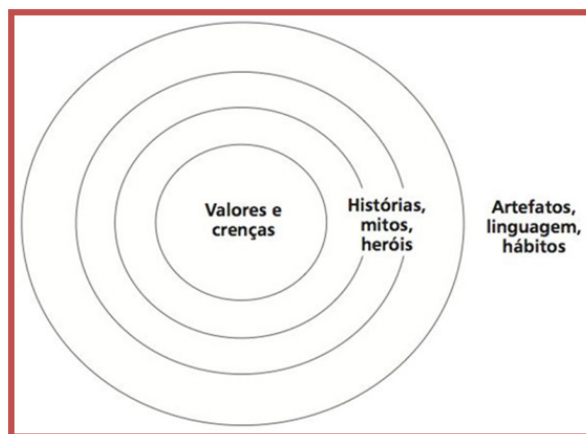 Valores e
crenças
Histórias,
mitos,
heróis
Artefatos,
linguagem,
hábitos